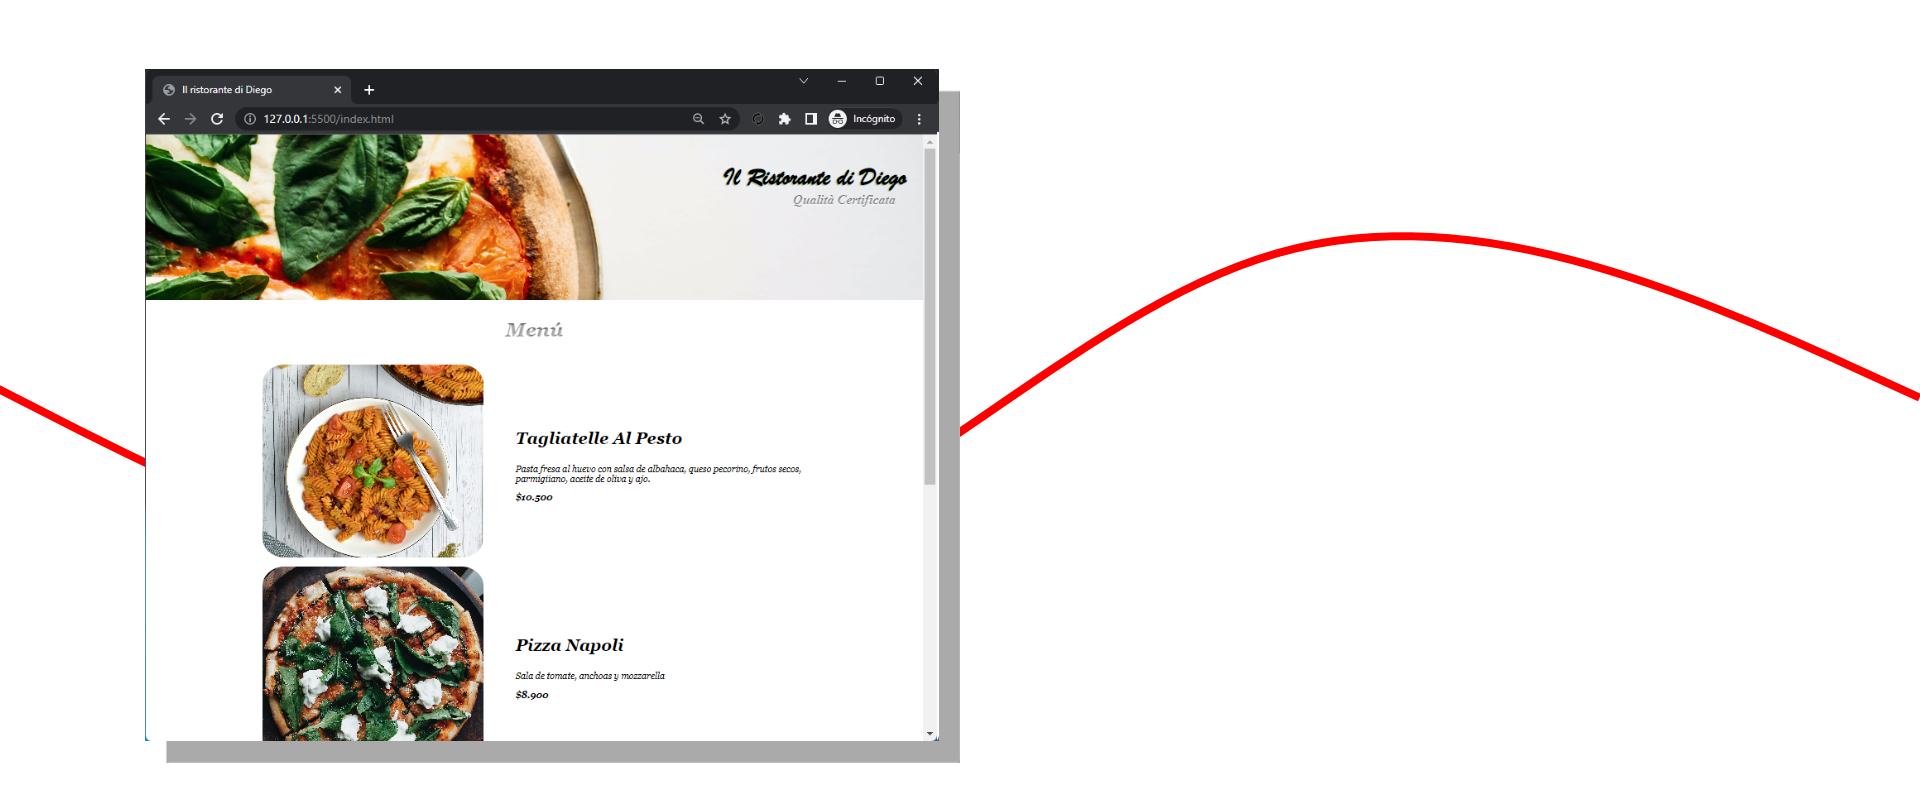 Il ristorante di Diego
127.0.0.1:5500/index.html
Incógnito
Il Ristorante di Diego
Qualità Certificata
Menú
Tagliatelle Al Pesto
Pasta fresa al huevo con salsa de albahaca, queso pecorino, frutos secos,
parmigtiano, aceite de oliva y ajo.
$10.500
Pizza Napoli
Sala de tomate, anchoas y mozzarella
$8.900